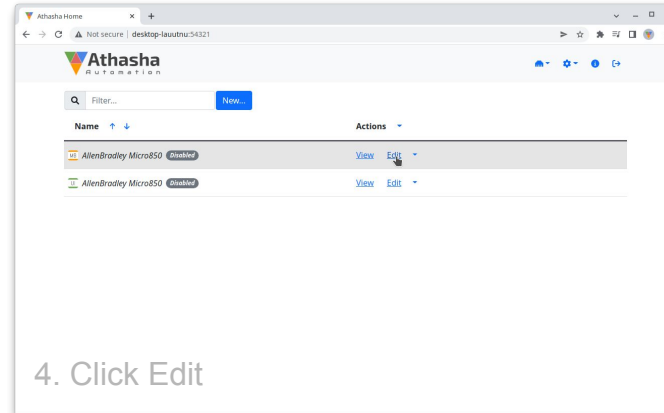 Athasha Home
Not secure | desktop-lauutnu:54321
Athasha
Automation
Filter...
New...
Name
Actions
AllenBradley Micro850 Disabled
View Edit
AllenBradley Micro850 Disabled
View Edit
4. Click Edit